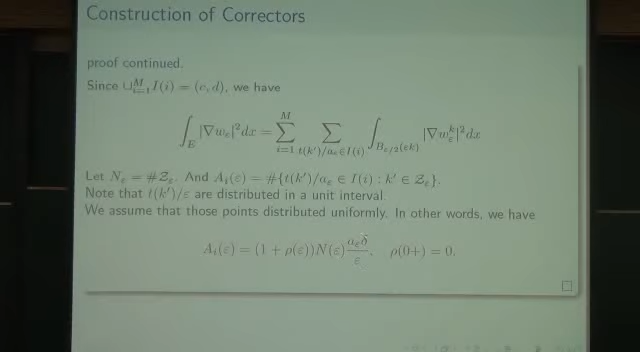 Construction of Correctors
proof continued.
Since ∪_{i=1}^{M} I(i) = (c, d), we have
∫_E |∇w_ε|² dx = ∑_{i=1}^{M} ∑_{t(k')/a_ε∈I(i)} ∫_{B_{ε/2}(εk)} |∇w_ε^k|² dx
Let N_ε = #Z_ε. And A_i(ε) = #{t(k')/a_ε ∈ I(i) : k' ∈ Z_ε}.
Note that t(k')/ε are distributed in a unit interval.
We assume that those points distributed uniformly. In other words, we have
A_i(ε) = (1 + ρ(ε))N(ε) a_ε δ / ε, ρ(0+) = 0.